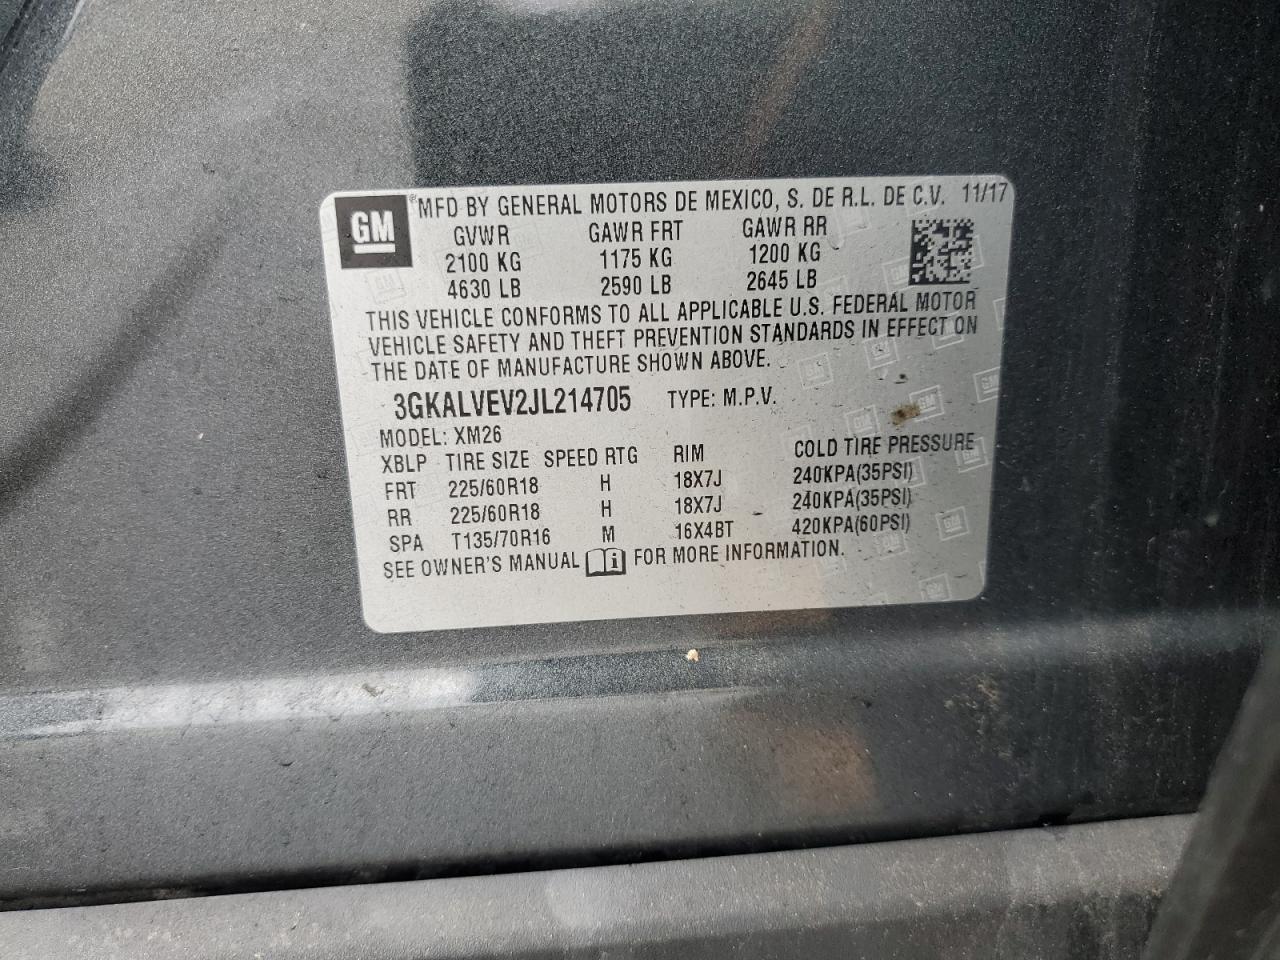 GM ® MFD BY GENERAL MOTORS DE MEXICO, S. DE R.L. DE C.V. 11/17
GVWR GAWR FRT GAWR RR
2100 KG 1175 KG 1200 KG
4630 LB 2590 LB 2645 LB
THIS VEHICLE CONFORMS TO ALL APPLICABLE U.S. FEDERAL MOTOR
VEHICLE SAFETY AND THEFT PREVENTION STANDARDS IN EFFECT ON
THE DATE OF MANUFACTURE SHOWN ABOVE.
3GKALVEV2JL214705 TYPE: M.P.V.
MODEL: XM26
XBLP TIRE SIZE SPEED RTG RIM COLD TIRE PRESSURE
FRT 225/60R18 H 18X7J 240KPA(35PSI)
RR 225/60R18 H 18X7J 240KPA(35PSI)
SPA T135/70R16 M 16X4BT 420KPA(60PSI)
SEE OWNER'S MANUAL i FOR MORE INFORMATION.